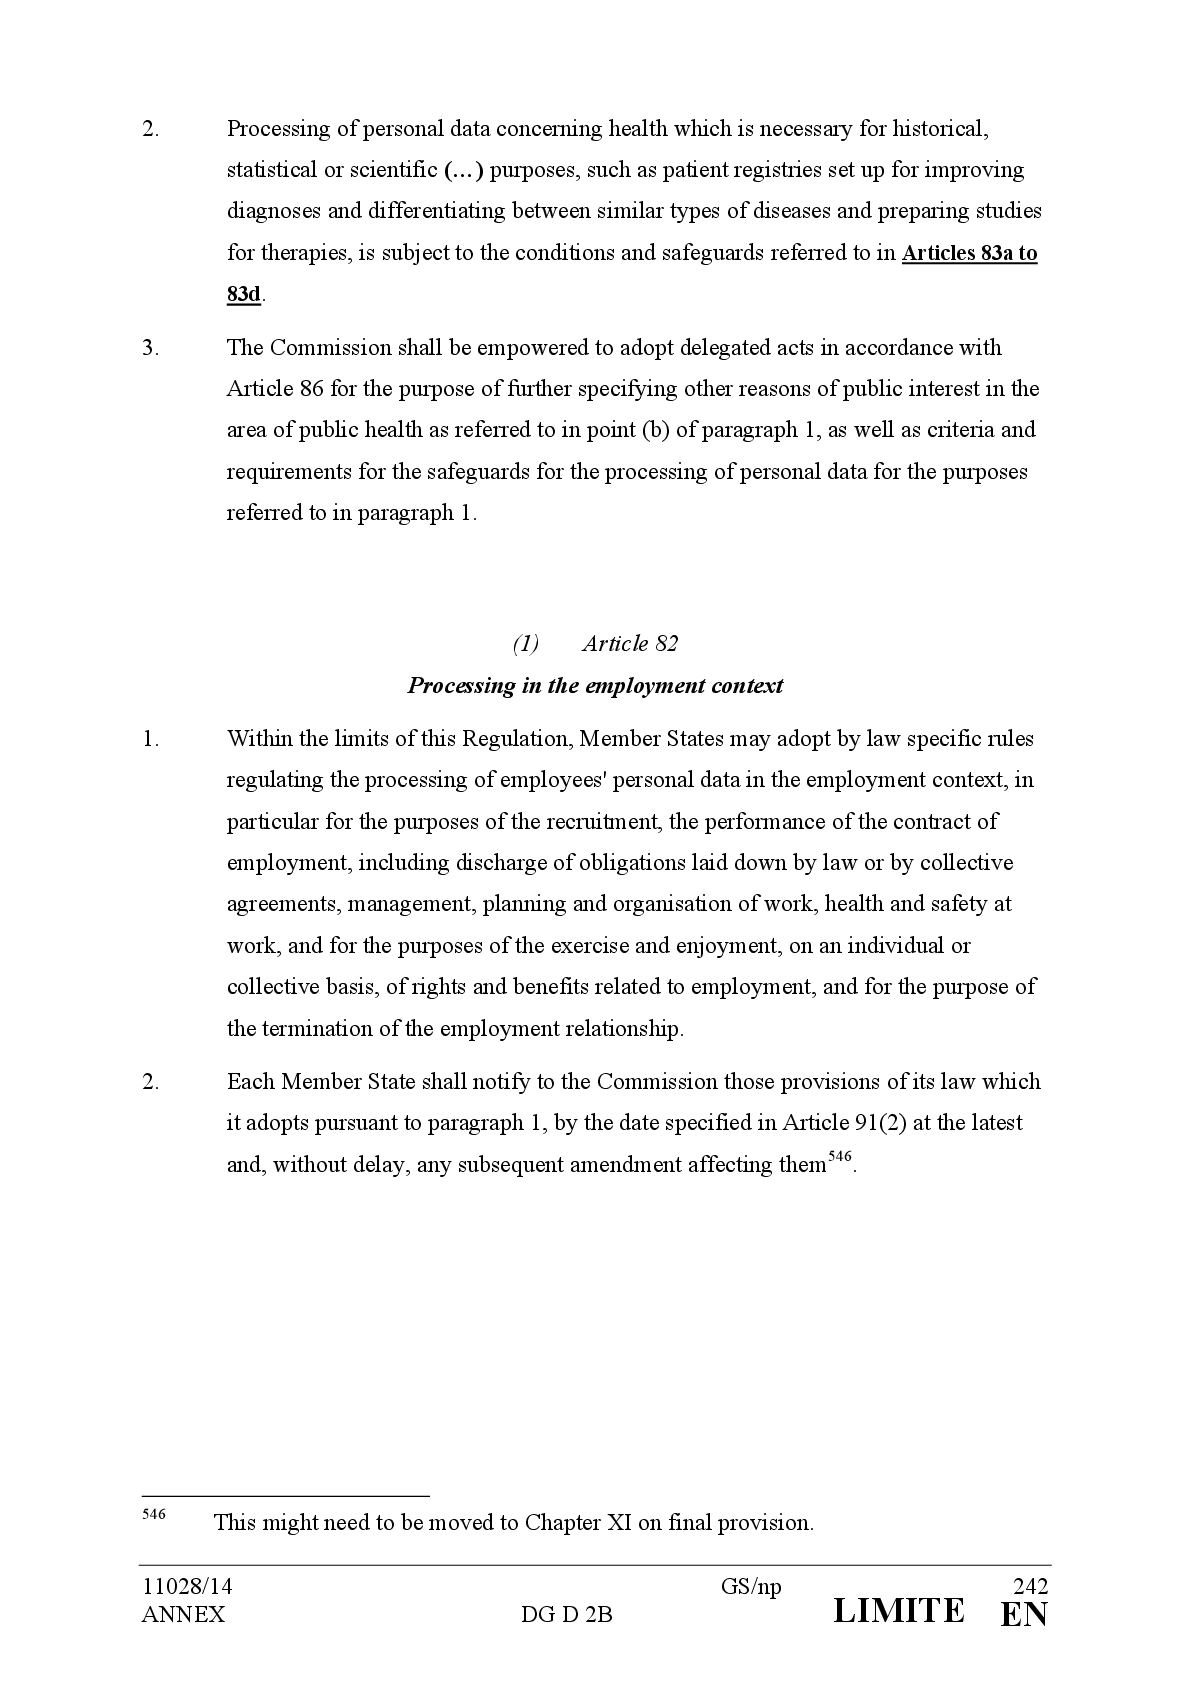 2. Processing of personal data concerning health which is necessary for historical,
statistical or scientific (…) purposes, such as patient registries set up for improving
diagnoses and differentiating between similar types of diseases and preparing studies
for therapies, is subject to the conditions and safeguards referred to in Articles 83a to
83d.
3. The Commission shall be empowered to adopt delegated acts in accordance with
Article 86 for the purpose of further specifying other reasons of public interest in the
area of public health as referred to in point (b) of paragraph 1, as well as criteria and
requirements for the safeguards for the processing of personal data for the purposes
referred to in paragraph 1.
(1) Article 82
Processing in the employment context
1. Within the limits of this Regulation, Member States may adopt by law specific rules
regulating the processing of employees' personal data in the employment context, in
particular for the purposes of the recruitment, the performance of the contract of
employment, including discharge of obligations laid down by law or by collective
agreements, management, planning and organisation of work, health and safety at
work, and for the purposes of the exercise and enjoyment, on an individual or
collective basis, of rights and benefits related to employment, and for the purpose of
the termination of the employment relationship.
2. Each Member State shall notify to the Commission those provisions of its law which
it adopts pursuant to paragraph 1, by the date specified in Article 91(2) at the latest
and, without delay, any subsequent amendment affecting them546.
546 This might need to be moved to Chapter XI on final provision.
11028/14 GS/np 242
ANNEX DG D 2B LIMITE EN